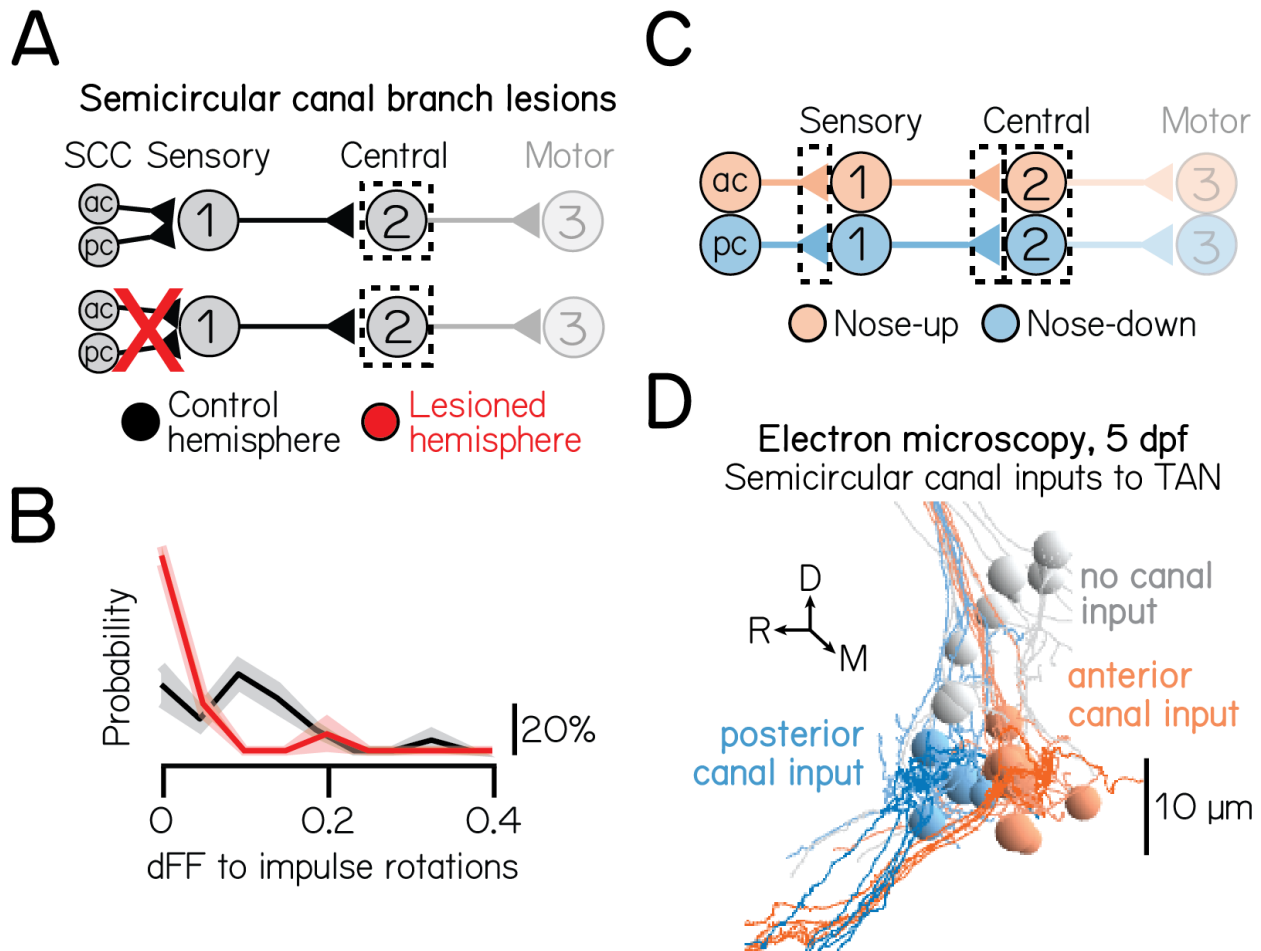 A
Semicircular canal branch lesions
SCC Sensory Central Motor
ac
pc
1
2
3
ac
pc
1
2
3
Control
hemisphere
Lesioned
hemisphere
B
Probability
20%
0 0.2 0.4
dFF to impulse rotations
C
Sensory Central Motor
ac 1 2 3
pc 1 2 3
Nose-up Nose-down
D
Electron microscopy, 5 dpf
Semicircular canal inputs to TAN
D
R
M
no canal
input
anterior
canal input
posterior
canal input
10 μm